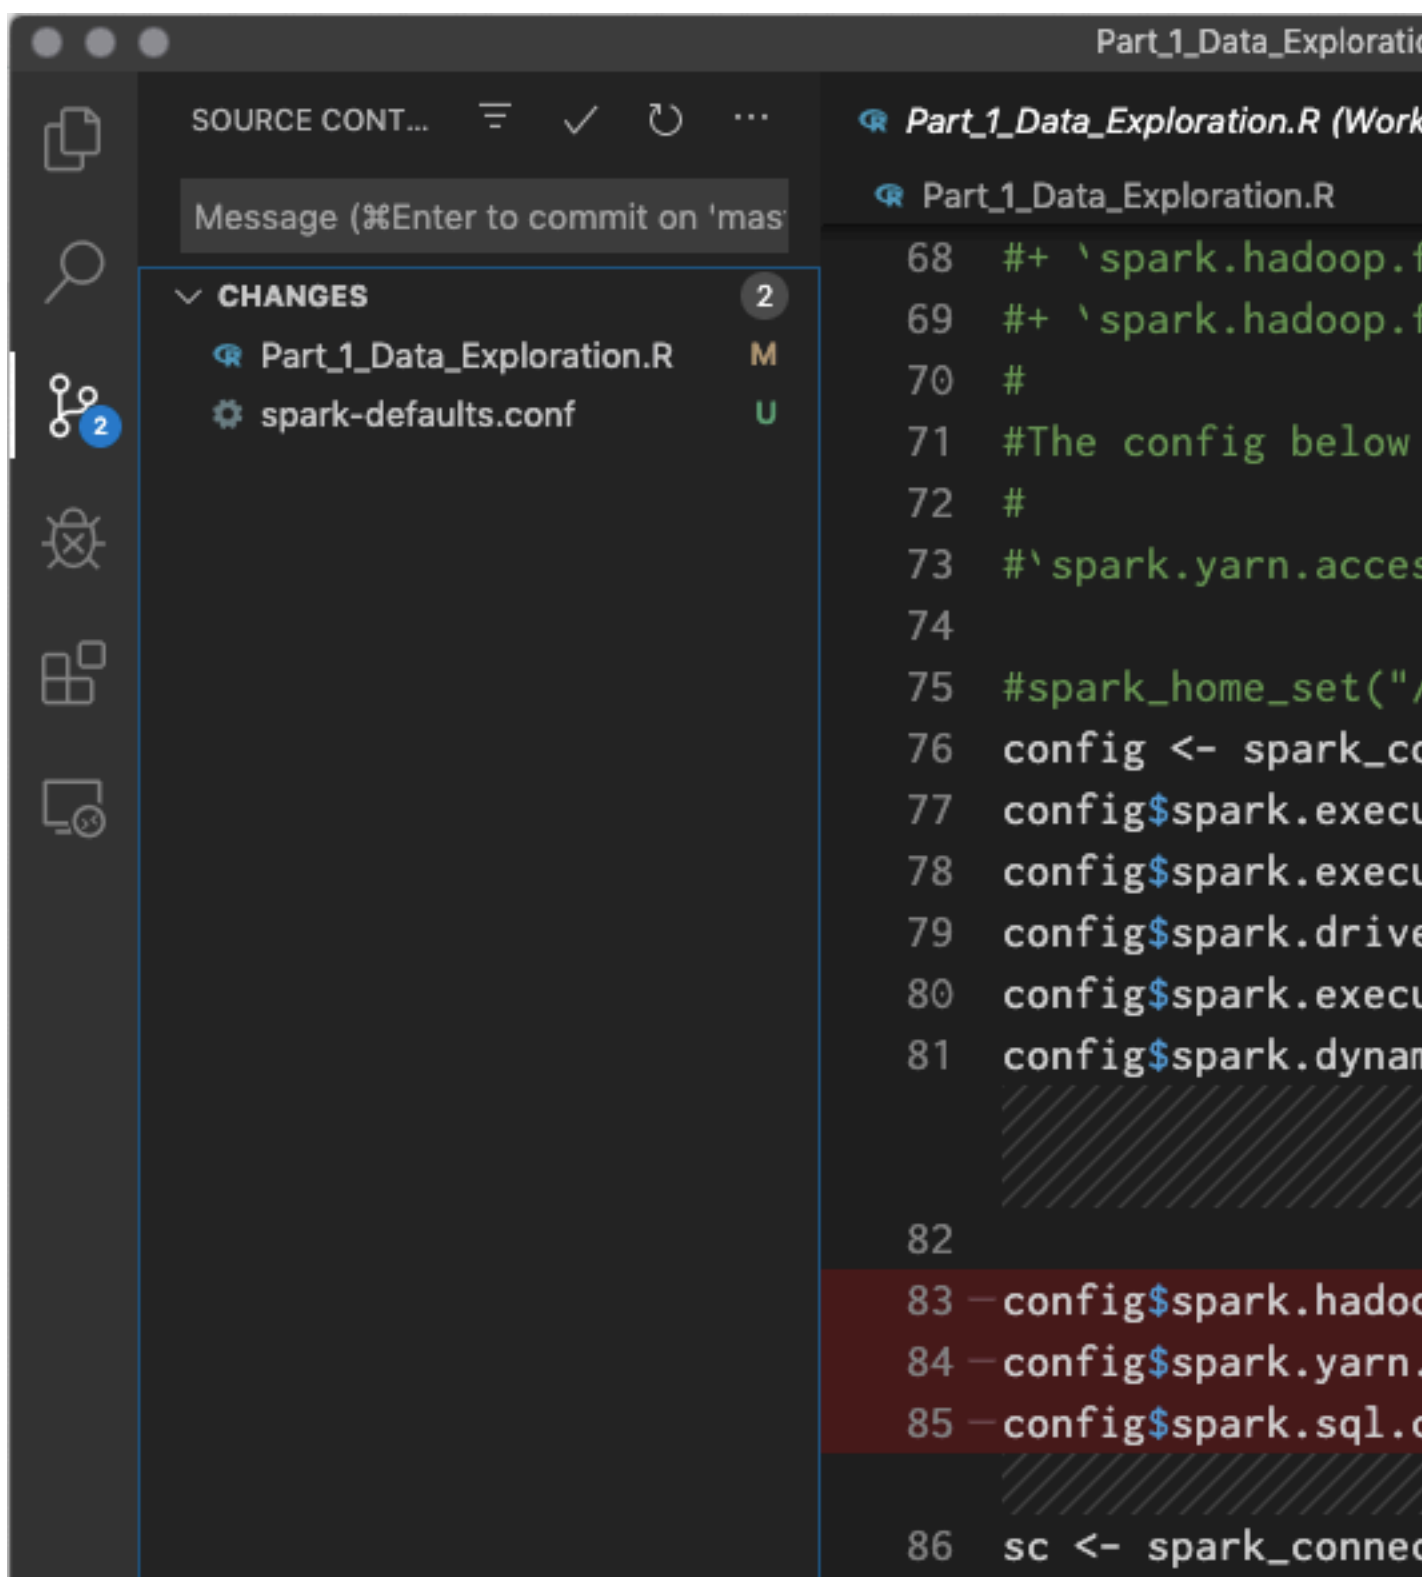 Part_1_Data_Exploratio
SOURCE CONT...
Message (⌘Enter to commit on 'mas
CHANGES
2
Part_1_Data_Exploration.R M
spark-defaults.conf U
2
Part_1_Data_Exploration.R (Work
Part_1_Data_Exploration.R
68 #+ `spark.hadoop.f
69 #+ `spark.hadoop.f
70 #
71 #The config below
72 #
73 #`spark.yarn.acces
74
75 #spark_home_set("/
76 config <- spark_co
77 config$spark.execu
78 config$spark.execu
79 config$spark.drive
80 config$spark.execu
81 config$spark.dynam
82
83 —config$spark.hadoo
84 —config$spark.yarn.
85 —config$spark.sql.c
86 sc <- spark_connec